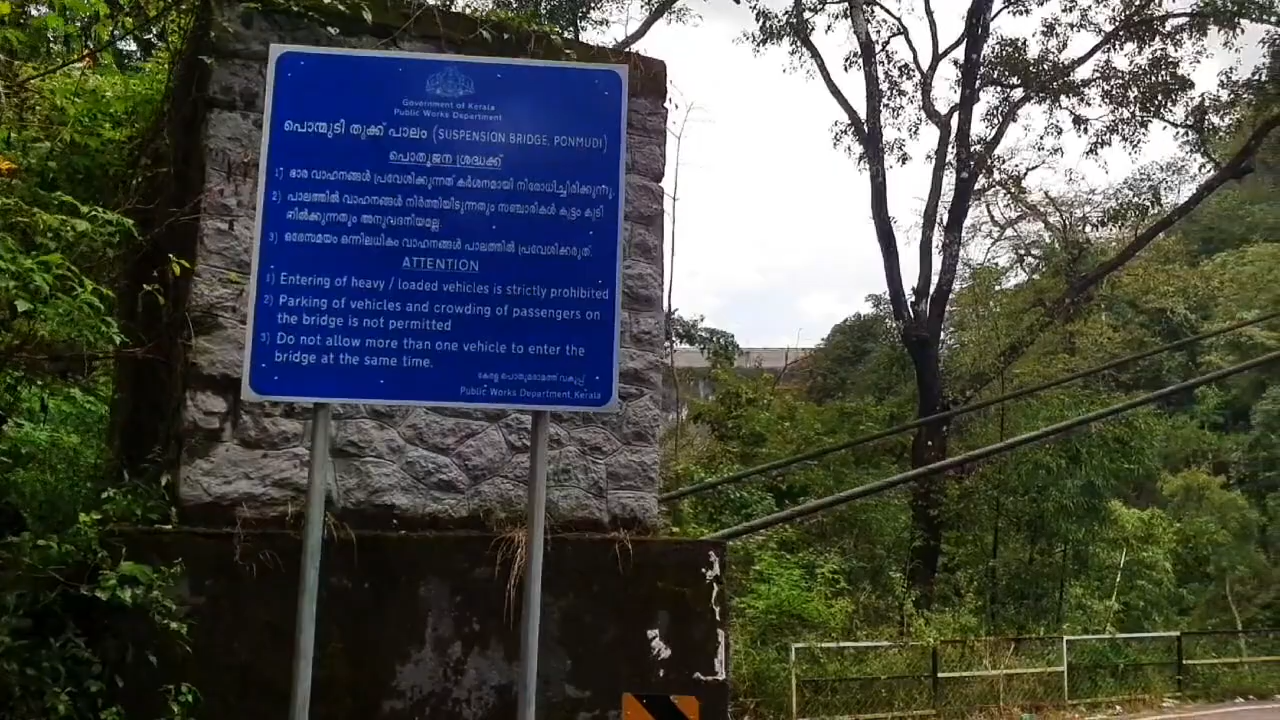 Government of Kerala
Public Works Department
പൊന്മുടി തൂക്ക് പാലം (SUSPENSION BRIDGE, PONMUDI)
പൊതുജന ശ്രദ്ധക്ക്
1) ഭാര വാഹനങ്ങൾ പ്രവേശിക്കുന്നത് കർശനമായി നിരോധിച്ചിരിക്കുന്നു.
2) പാലത്തിൽ വാഹനങ്ങൾ നിർത്തിയിടുന്നതും സഞ്ചാരികൾ കൂട്ടം കൂടി
നിൽക്കുന്നതും അനുവദനീയമല്ല.
3) ഒരേസമയം ഒന്നിലധികം വാഹനങ്ങൾ പാലത്തിൽ പ്രവേശിക്കരുത്.
ATTENTION
1) Entering of heavy / loaded vehicles is strictly prohibited
2) Parking of vehicles and crowding of passengers on
the bridge is not permitted
3) Do not allow more than one vehicle to enter the
bridge at the same time.
കേരള പൊതുമരാമത്ത് വകുപ്പ്
Public Works Department, Kerala